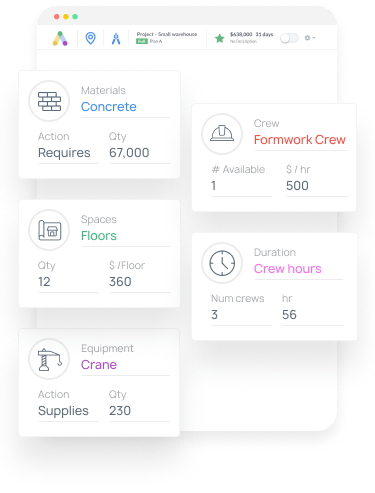 Project - Small warehouse
Plan A
$638,000 31 days
No Description
Materials
Concrete
Action Qty
Requires 67,000
Crew
Formwork Crew
# Available $ / hr
1 500
Spaces
Floors
Qty $ /Floor
12 360
Duration
Crew hours
Num crews hr
3 56
Equipment
Crane
Action Qty
Supplies 230